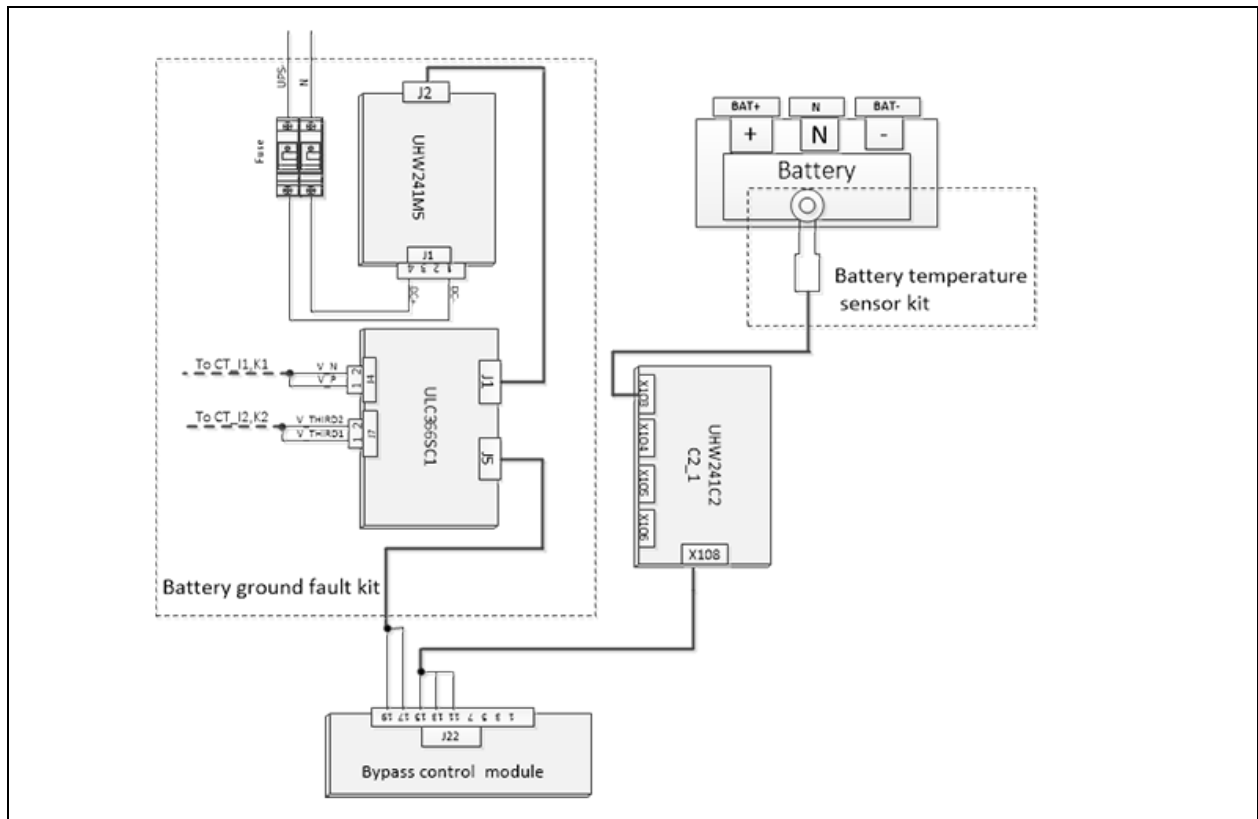 UPS-
N
Fuse
J2
UHW241M5
J1
4 3 2 1
DC+
DC-
To CT_I1,K1
V_N
V_P
1 2
J4
To CT_I2,K2
V_THIRD2
V_THIRD1
1 2
J7
ULC366SC1
J1
J5
Battery ground fault kit
BAT+
N
BAT-
+
N
-
Battery
Battery temperature
sensor kit
X103
X104
X105
X106
UHW241C2
C2_1
X108
19 17 15 13 11 7 5 3 1
J22
Bypass control module